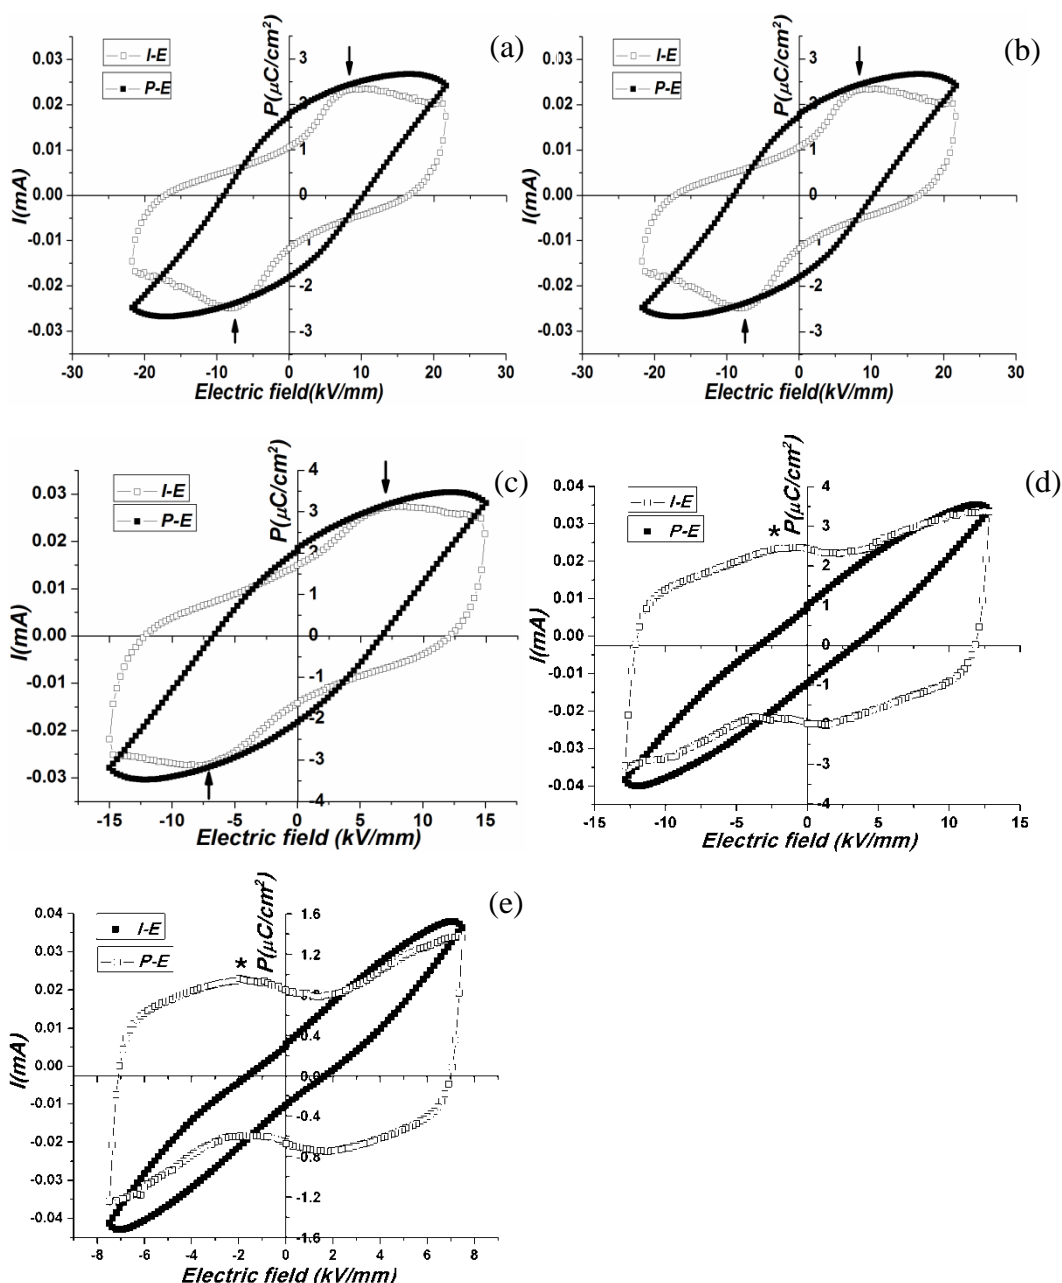 (a)
I-E
P-E
P(μC/cm²)
I(mA)
0.03
0.02
0.01
0.00
-0.01
-0.02
-0.03
3
2
1
0
-1
-2
-3
-30 -20 -10 0 10 20 30
Electric field(kV/mm)
(b)
I-E
P-E
P(μC/cm²)
I(mA)
0.03
0.02
0.01
0.00
-0.01
-0.02
-0.03
3
2
1
0
-1
-2
-3
-30 -20 -10 0 10 20 30
Electric field(kV/mm)
(c)
I-E
P-E
P(μC/cm²)
I(mA)
0.03
0.02
0.01
0.00
-0.01
-0.02
-0.03
4
3
2
1
0
-1
-2
-3
-4
-15 -10 -5 0 5 10 15
Electric field (kV/mm)
(d)
I-E
P-E
* P(μC/cm²)
I(mA)
0.04
0.03
0.02
0.01
0.00
-0.01
-0.02
-0.03
-0.04
4
3
2
1
0
-1
-2
-3
-4
-15 -10 -5 0 5 10 15
Electric field (kV/mm)
(e)
I-E
P-E
* P(μC/cm²)
I(mA)
0.04
0.03
0.02
0.01
0.00
-0.01
-0.02
-0.03
-0.04
1.6
1.2
0.8
0.4
0.0
-0.4
-0.8
-1.2
-1.6
-8 -6 -4 -2 0 2 4 6 8
Electric field (kV/mm)